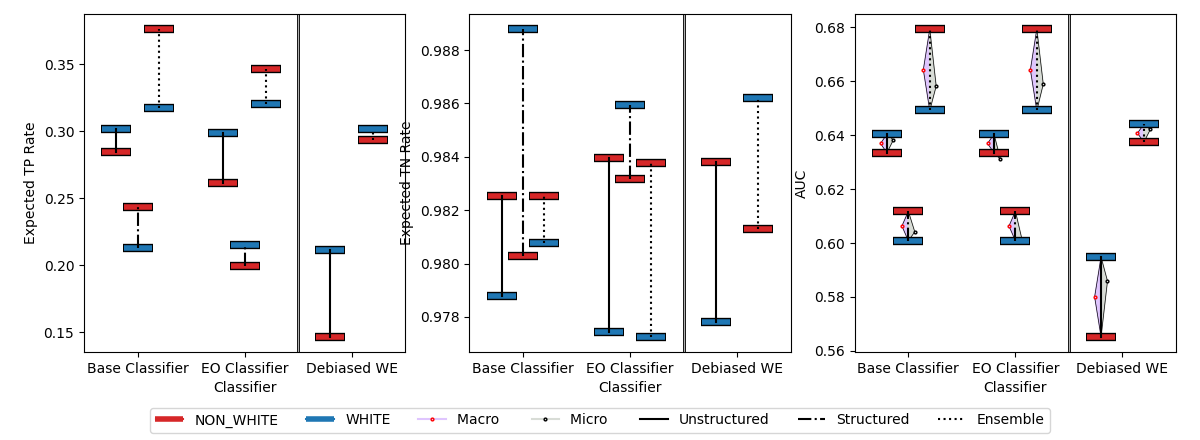 Expected TP Rate
0.35
0.30
0.25
0.20
0.15
Base Classifier EO Classifier Debiased WE
Classifier
Expected TN Rate
0.988
0.986
0.984
0.982
0.980
0.978
Base Classifier EO Classifier Debiased WE
Classifier
AUC
0.68
0.66
0.64
0.62
0.60
0.58
0.56
Base Classifier EO Classifier Debiased WE
Classifier
NON_WHITE WHITE Macro Micro Unstructured Structured Ensemble